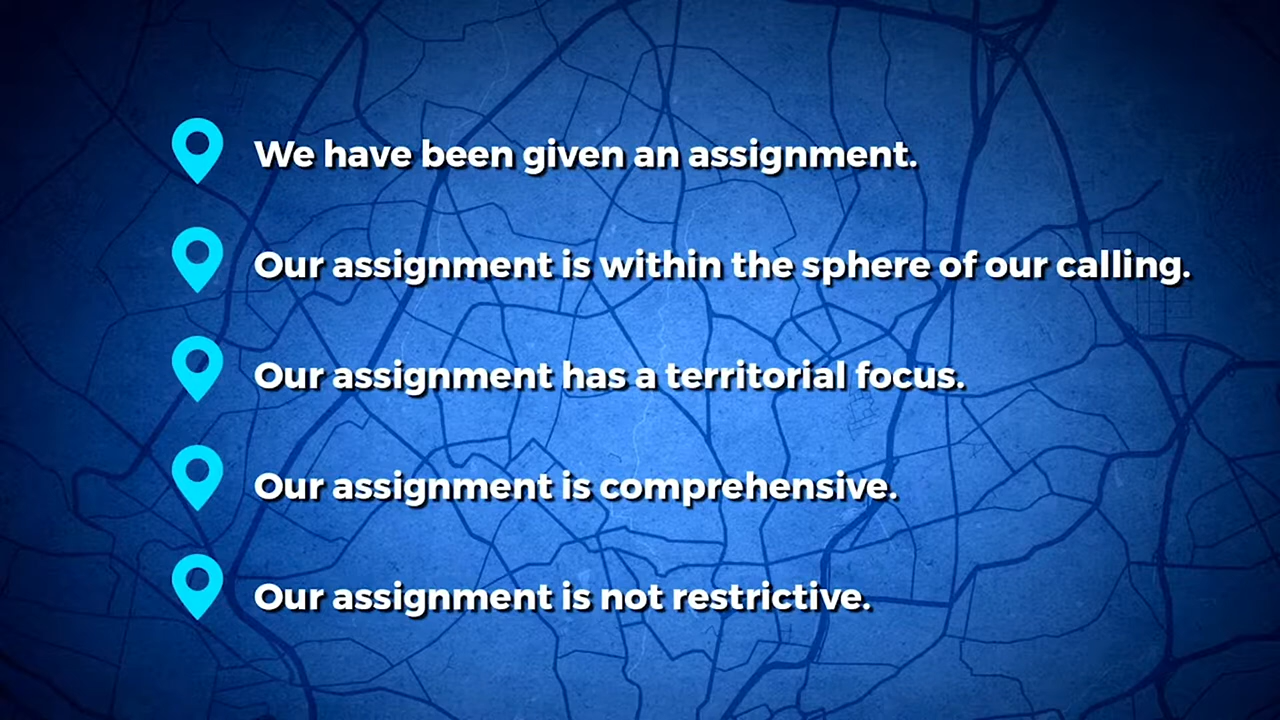 We have been given an assignment.
Our assignment is within the sphere of our calling.
Our assignment has a territorial focus.
Our assignment is comprehensive.
Our assignment is not restrictive.